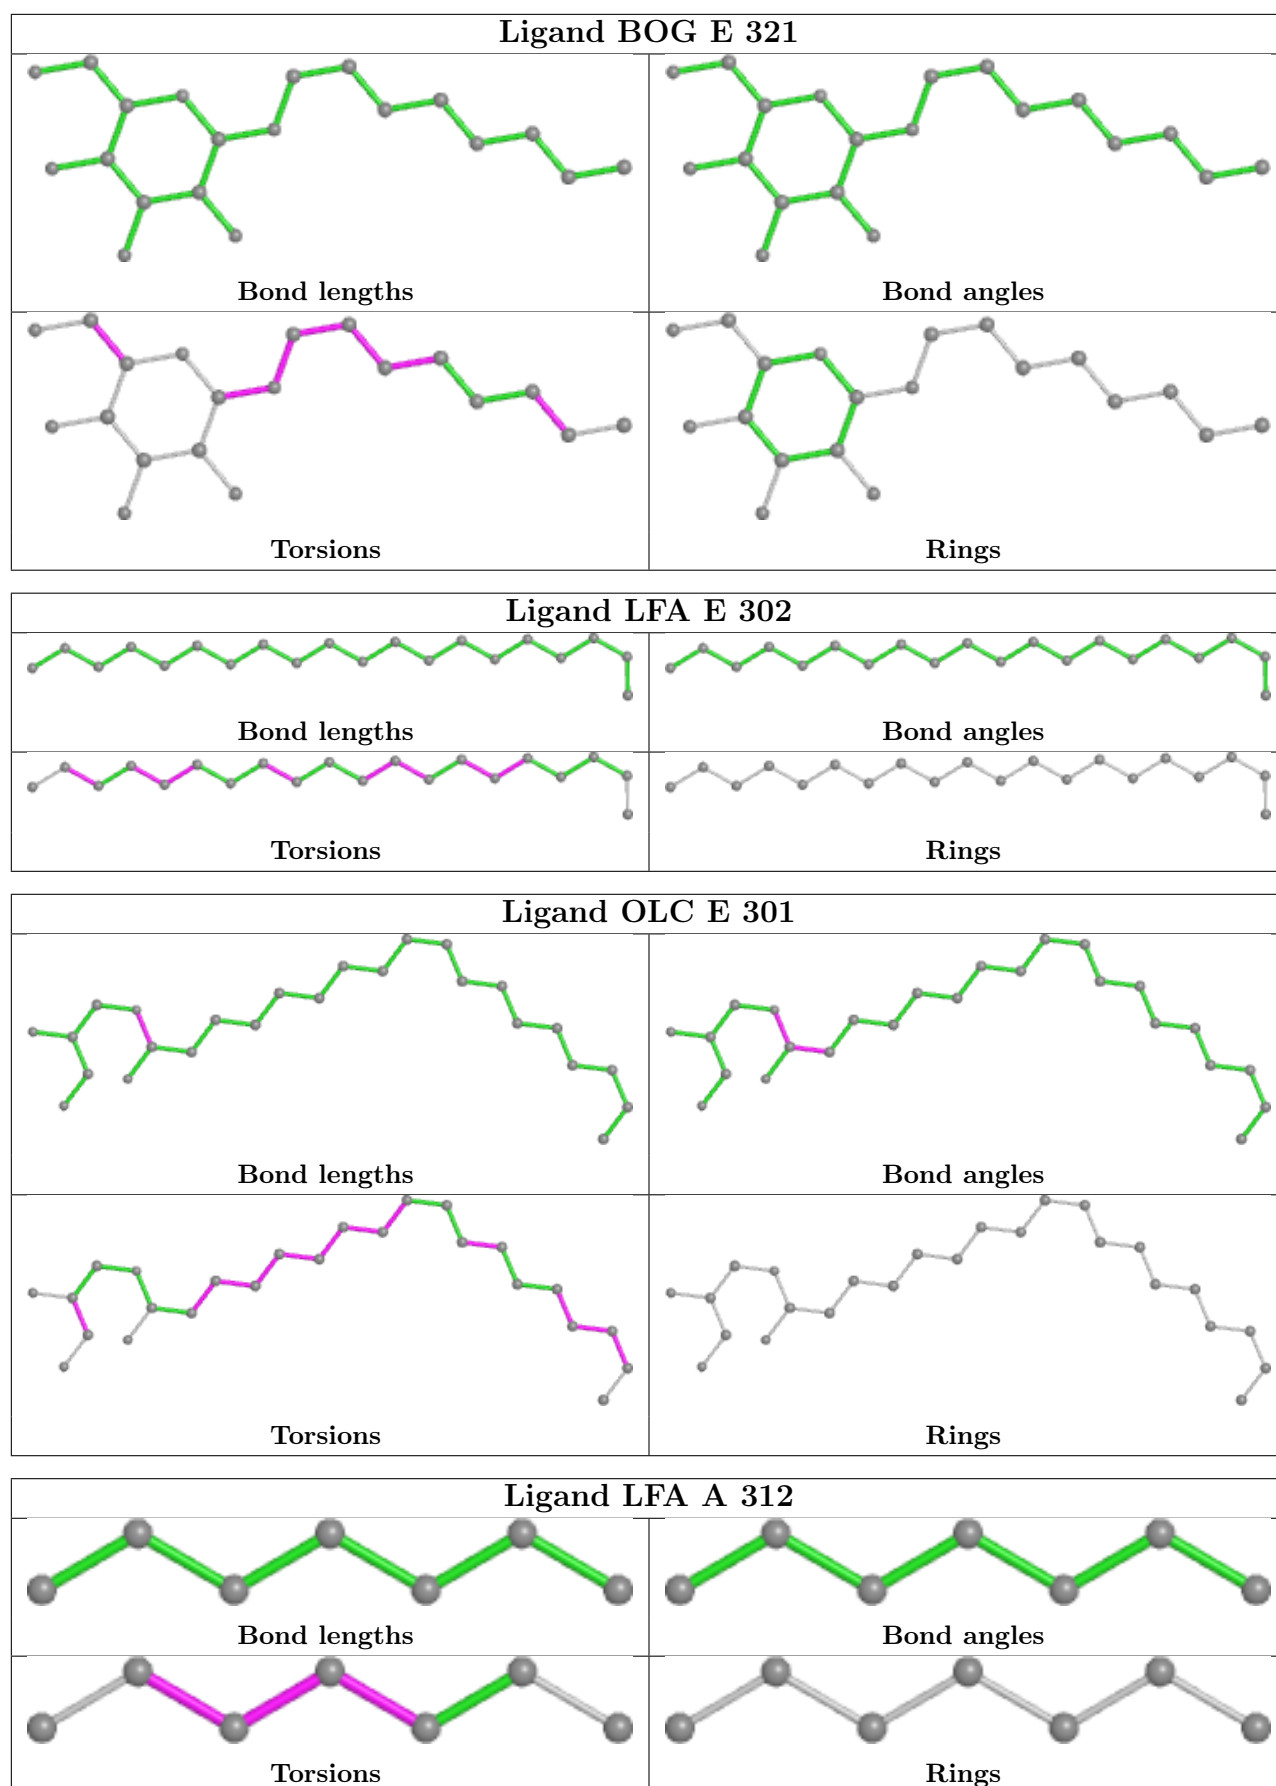 Ligand BOG E 321
Bond lengths
Bond angles
Torsions
Rings
Ligand LFA E 302
Bond lengths
Bond angles
Torsions
Rings
Ligand OLC E 301
Bond lengths
Bond angles
Torsions
Rings
Ligand LFA A 312
Bond lengths
Bond angles
Torsions
Rings